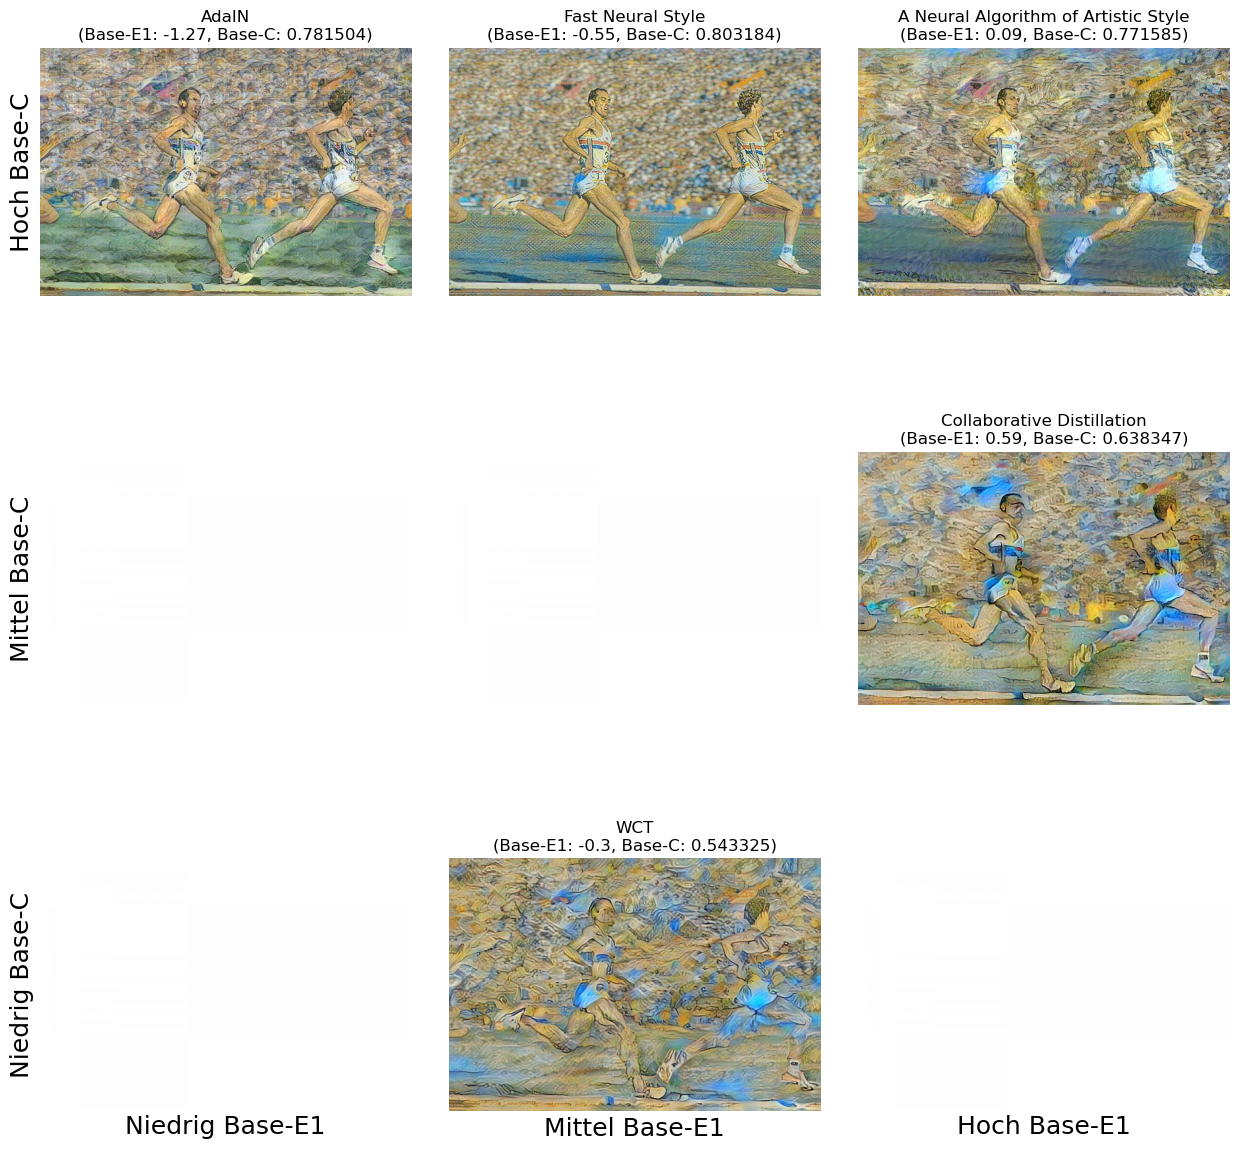 AdaIN
(Base-E1: -1.27, Base-C: 0.781504)
Fast Neural Style
(Base-E1: -0.55, Base-C: 0.803184)
A Neural Algorithm of Artistic Style
(Base-E1: 0.09, Base-C: 0.771585)
Hoch Base-C
Collaborative Distillation
(Base-E1: 0.59, Base-C: 0.638347)
Mittel Base-C
WCT
(Base-E1: -0.3, Base-C: 0.543325)
Niedrig Base-C
Niedrig Base-E1
Mittel Base-E1
Hoch Base-E1